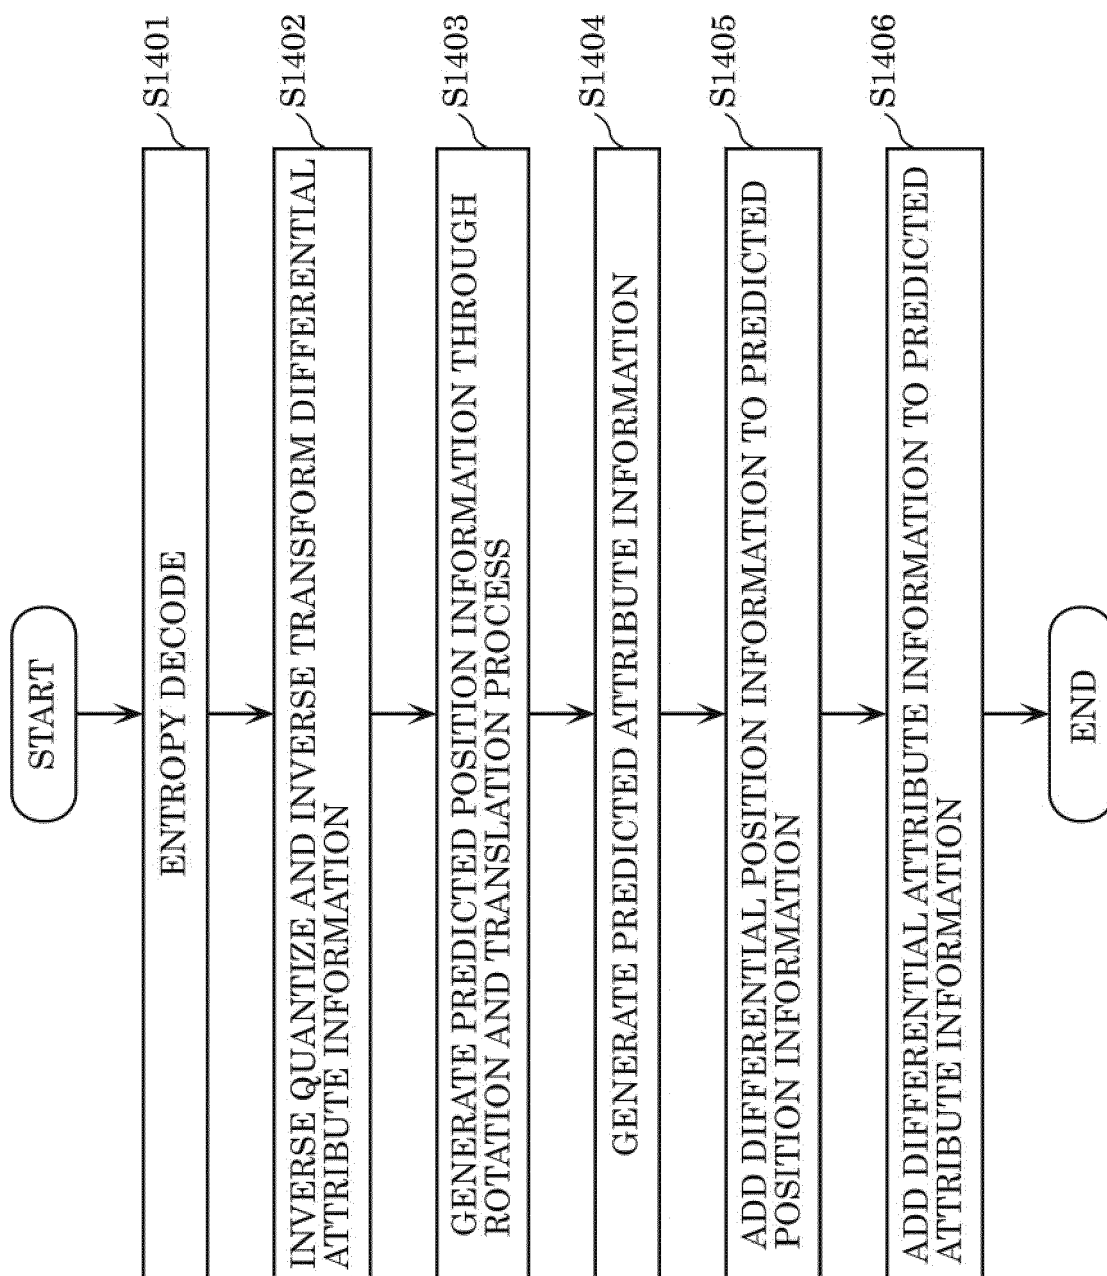 START
ENTROPY DECODE
S1401
INVERSE QUANTIZE AND INVERSE TRANSFORM DIFFERENTIAL
ATTRIBUTE INFORMATION
S1402
GENERATE PREDICTED POSITION INFORMATION THROUGH
ROTATION AND TRANSLATION PROCESS
S1403
GENERATE PREDICTED ATTRIBUTE INFORMATION
S1404
ADD DIFFERENTIAL POSITION INFORMATION TO PREDICTED
POSITION INFORMATION
S1405
ADD DIFFERENTIAL ATTRIBUTE INFORMATION TO PREDICTED
ATTRIBUTE INFORMATION
S1406
END